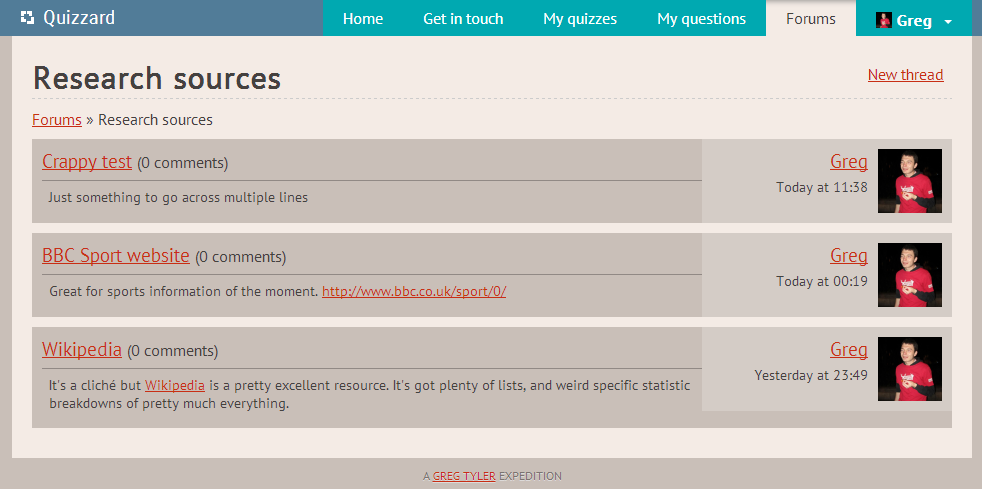 Quizzard
Home Get in touch My quizzes My questions Forums Greg
Research sources
New thread
Forums » Research sources
Crappy test (0 comments)
Just something to go across multiple lines
Greg
Today at 11:38
BBC Sport website (0 comments)
Great for sports information of the moment. http://www.bbc.co.uk/sport/0/
Greg
Today at 00:19
Wikipedia (0 comments)
It's a cliché but Wikipedia is a pretty excellent resource. It's got plenty of lists, and weird specific statistic
breakdowns of pretty much everything.
Greg
Yesterday at 23:49
A GREG TYLER EXPEDITION